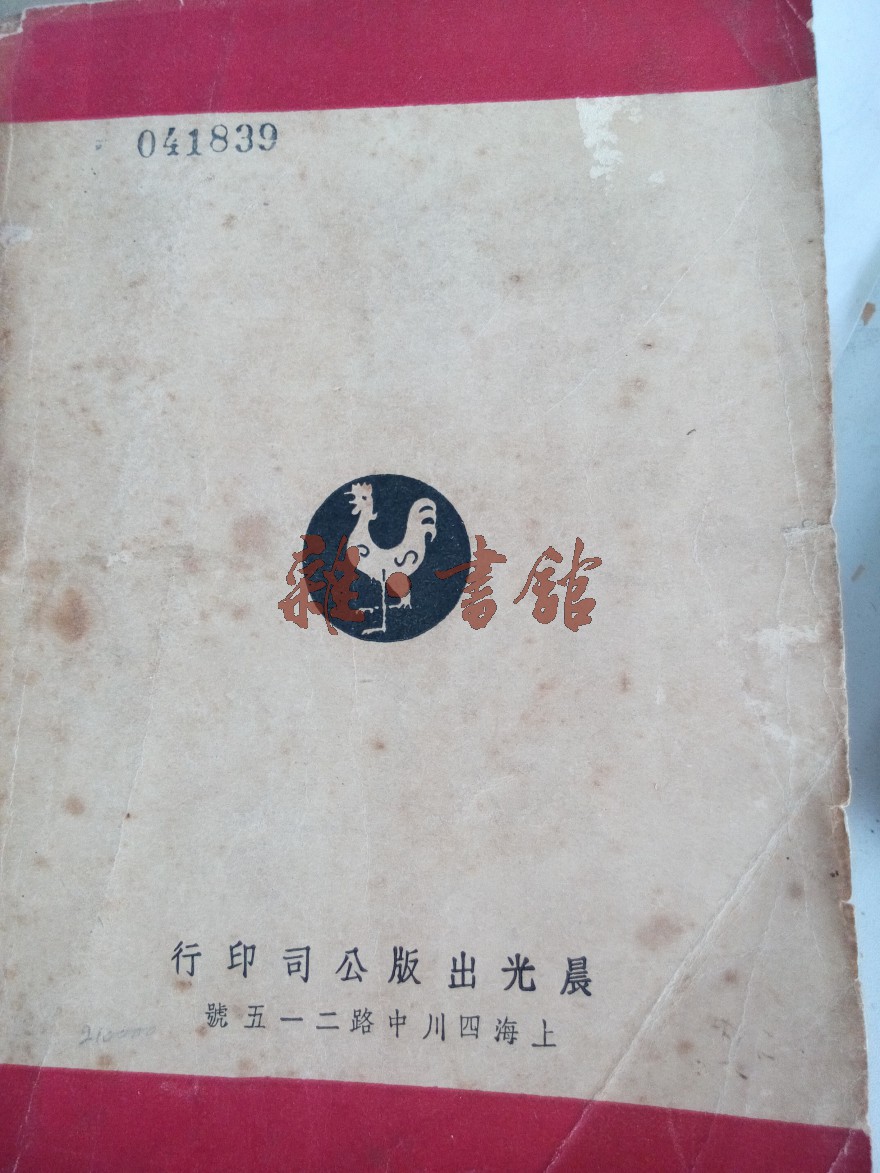 041839
雜·書館
晨光出版公司印行
上海四川中路二一五號
210000